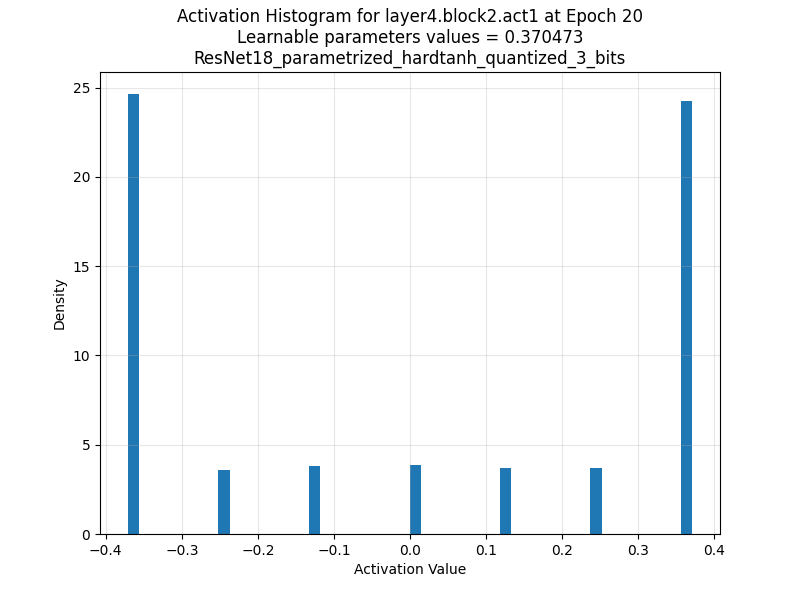 Activation Histogram for layer4.block2.act1 at Epoch 20
Learnable parameters values = 0.370473
ResNet18_parametrized_hardtanh_quantized_3_bits
25
20
15
10
5
0
Density
−0.4 −0.3 −0.2 −0.1 0.0 0.1 0.2 0.3 0.4
Activation Value